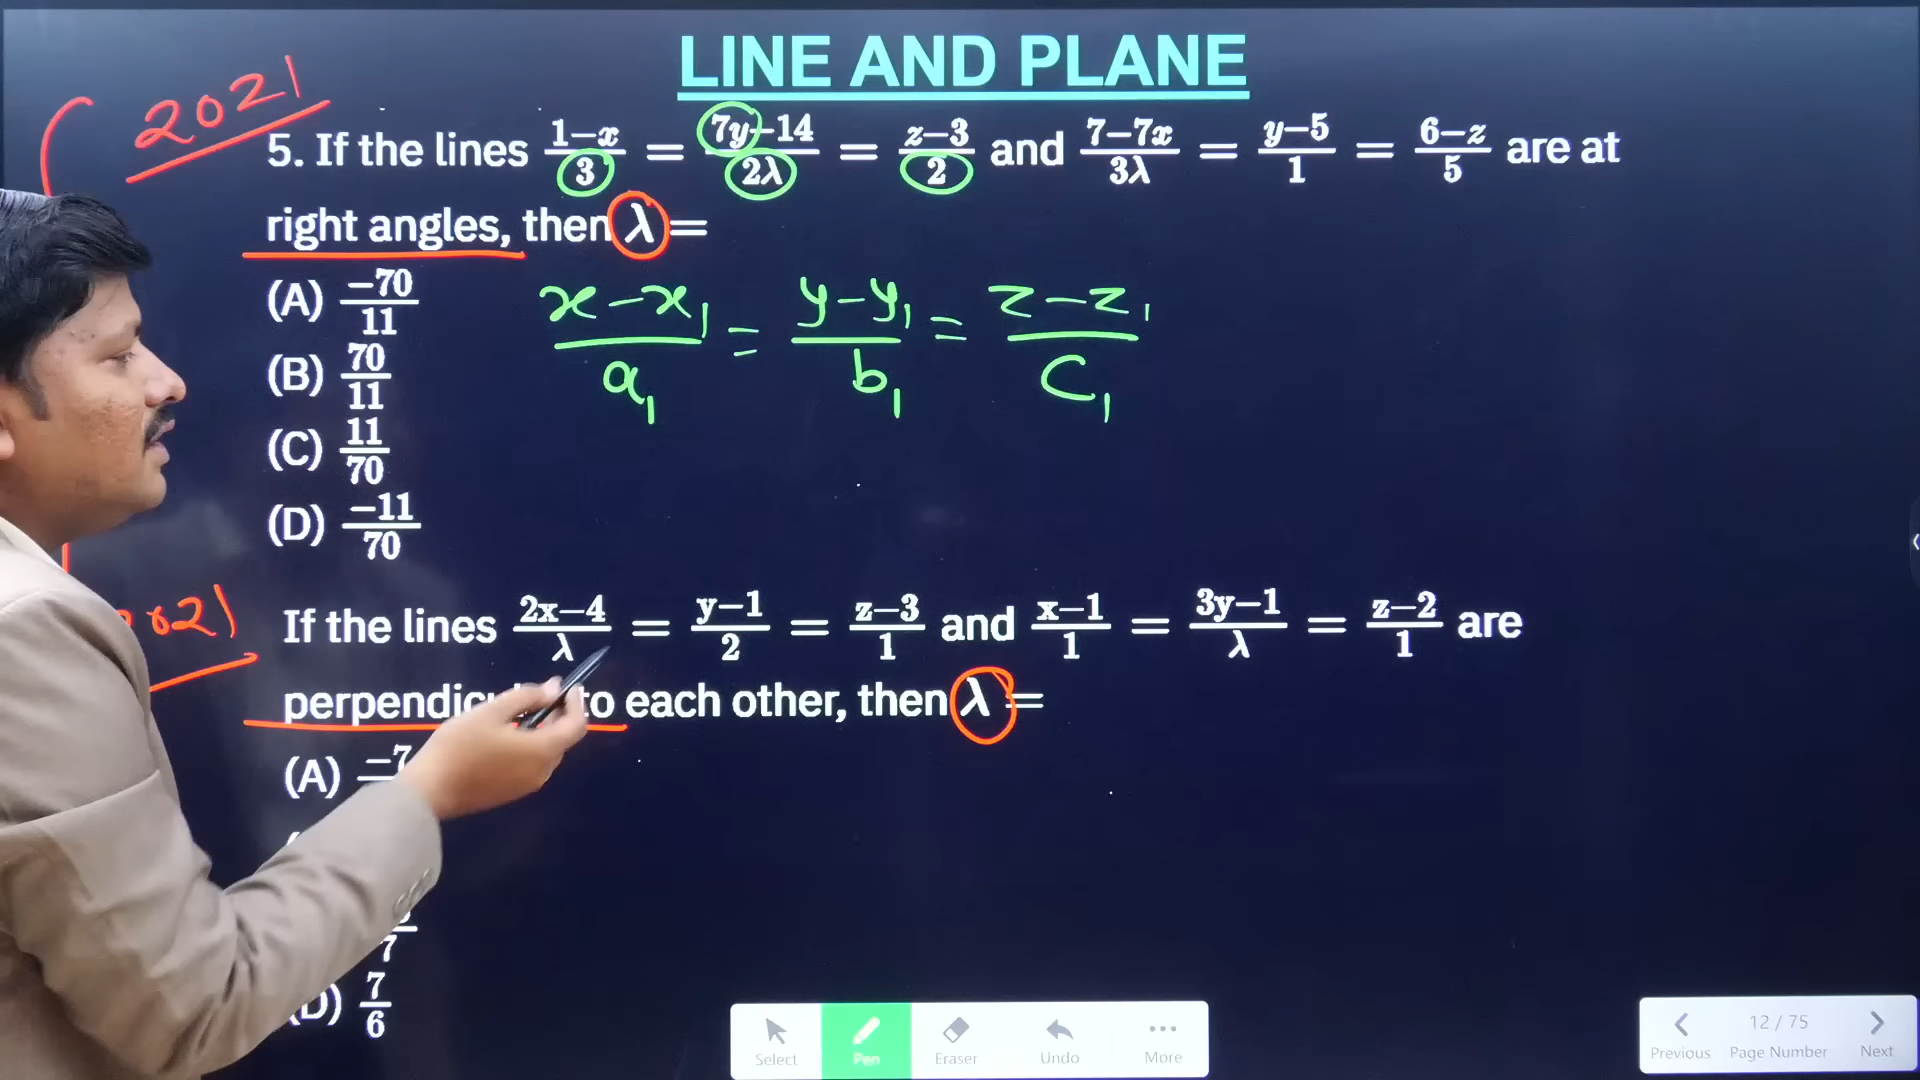 LINE AND PLANE
2021
5. If the lines (1−x)/3 = (7y−14)/2λ = (z−3)/2 and (7−7x)/3λ = (y−5)/1 = (6−z)/5 are at
right angles, then λ =
(A) −70/11
(B) 70/11
(C) 11/70
(D) −11/70
(x−x₁)/a₁ = (y−y₁)/b₁ = (z−z₁)/c₁
2021
If the lines (2x−4)/λ = (y−1)/2 = (z−3)/1 and (x−1)/1 = (3y−1)/λ = (z−2)/1 are
to each other, then λ =
(A) −7
7
(D) 7/6
Select
Pen
Eraser
Undo
More
Previous
12 / 75
Page Number
Next